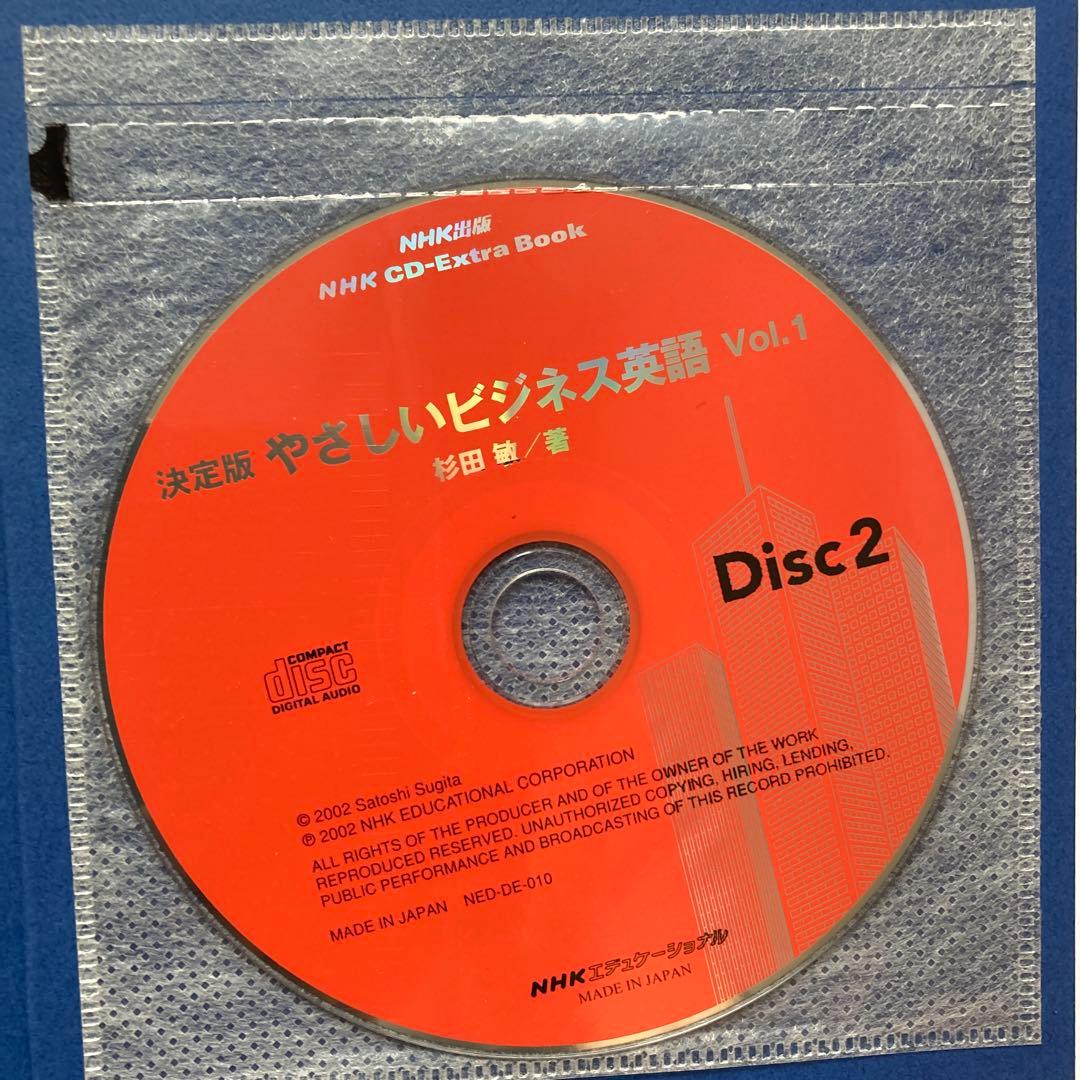 NHK出版
NHK CD-Extra Book
決定版 やさしいビジネス英語 Vol.1
杉田 敏／著
Disc2
COMPACT
disc
DIGITAL AUDIO
© 2002 Satoshi Sugita
℗ 2002 NHK EDUCATIONAL CORPORATION
ALL RIGHTS OF THE PRODUCER AND OF THE OWNER OF THE WORK
REPRODUCED RESERVED. UNAUTHORIZED COPYING, HIRING, LENDING,
PUBLIC PERFORMANCE AND BROADCASTING OF THIS RECORD PROHIBITED.
MADE IN JAPAN NED-DE-010
NHKエデュケーショナル
MADE IN JAPAN